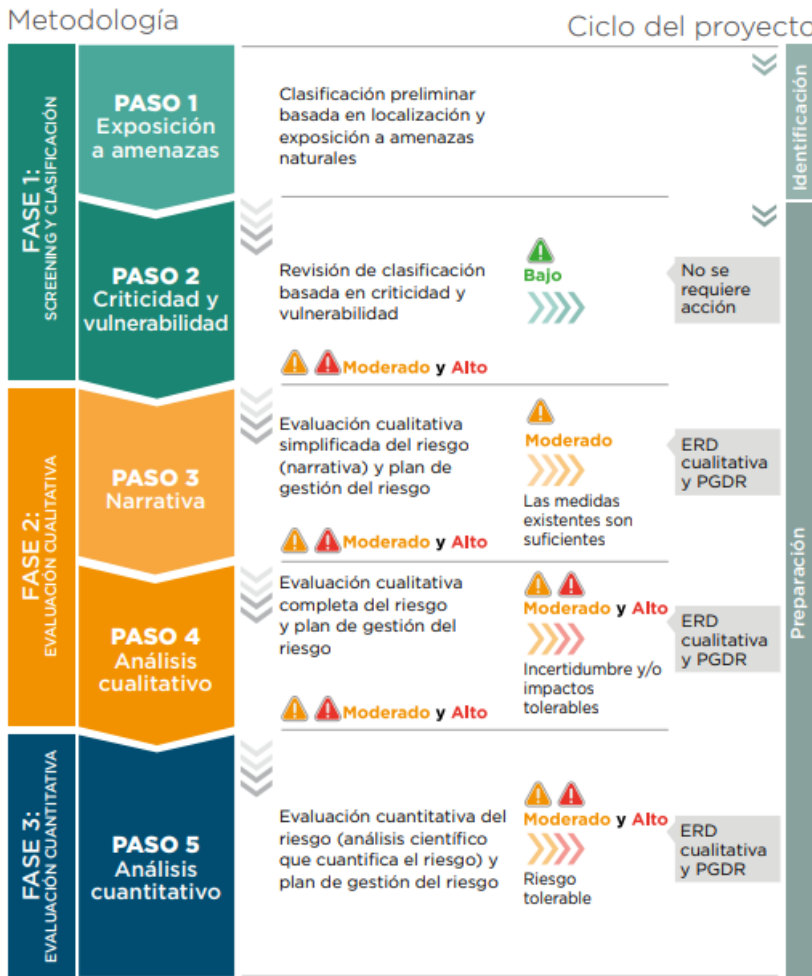 Metodología
Ciclo del proyecto
FASE 1:
SCREENING Y CLASIFICACIÓN
PASO 1
Exposición
a amenazas
Clasificación preliminar
basada en localización y
exposición a amenazas
naturales
Identificación
PASO 2
Criticidad y
vulnerabilidad
Revisión de clasificación
basada en criticidad y
vulnerabilidad
Bajo
No se
requiere
acción
Moderado y Alto
FASE 2:
EVALUACIÓN CUALITATIVA
PASO 3
Narrativa
Evaluación cualitativa
simplificada del riesgo
(narrativa) y plan de
gestión del riesgo
Moderado
Las medidas
existentes son
suficientes
ERD
cualitativa
y PGDR
Moderado y Alto
Preparación
PASO 4
Análisis
cualitativo
Evaluación cualitativa
completa del riesgo
y plan de gestión del
riesgo
Moderado y Alto
Incertidumbre y/o
impactos
tolerables
ERD
cualitativa
y PGDR
Moderado y Alto
FASE 3:
EVALUACIÓN CUANTITATIVA
PASO 5
Análisis
cuantitativo
Evaluación cuantitativa del
riesgo (análisis científico
que cuantifica el riesgo) y
plan de gestión del riesgo
Moderado y Alto
Riesgo
tolerable
ERD
cualitativa
y PGDR